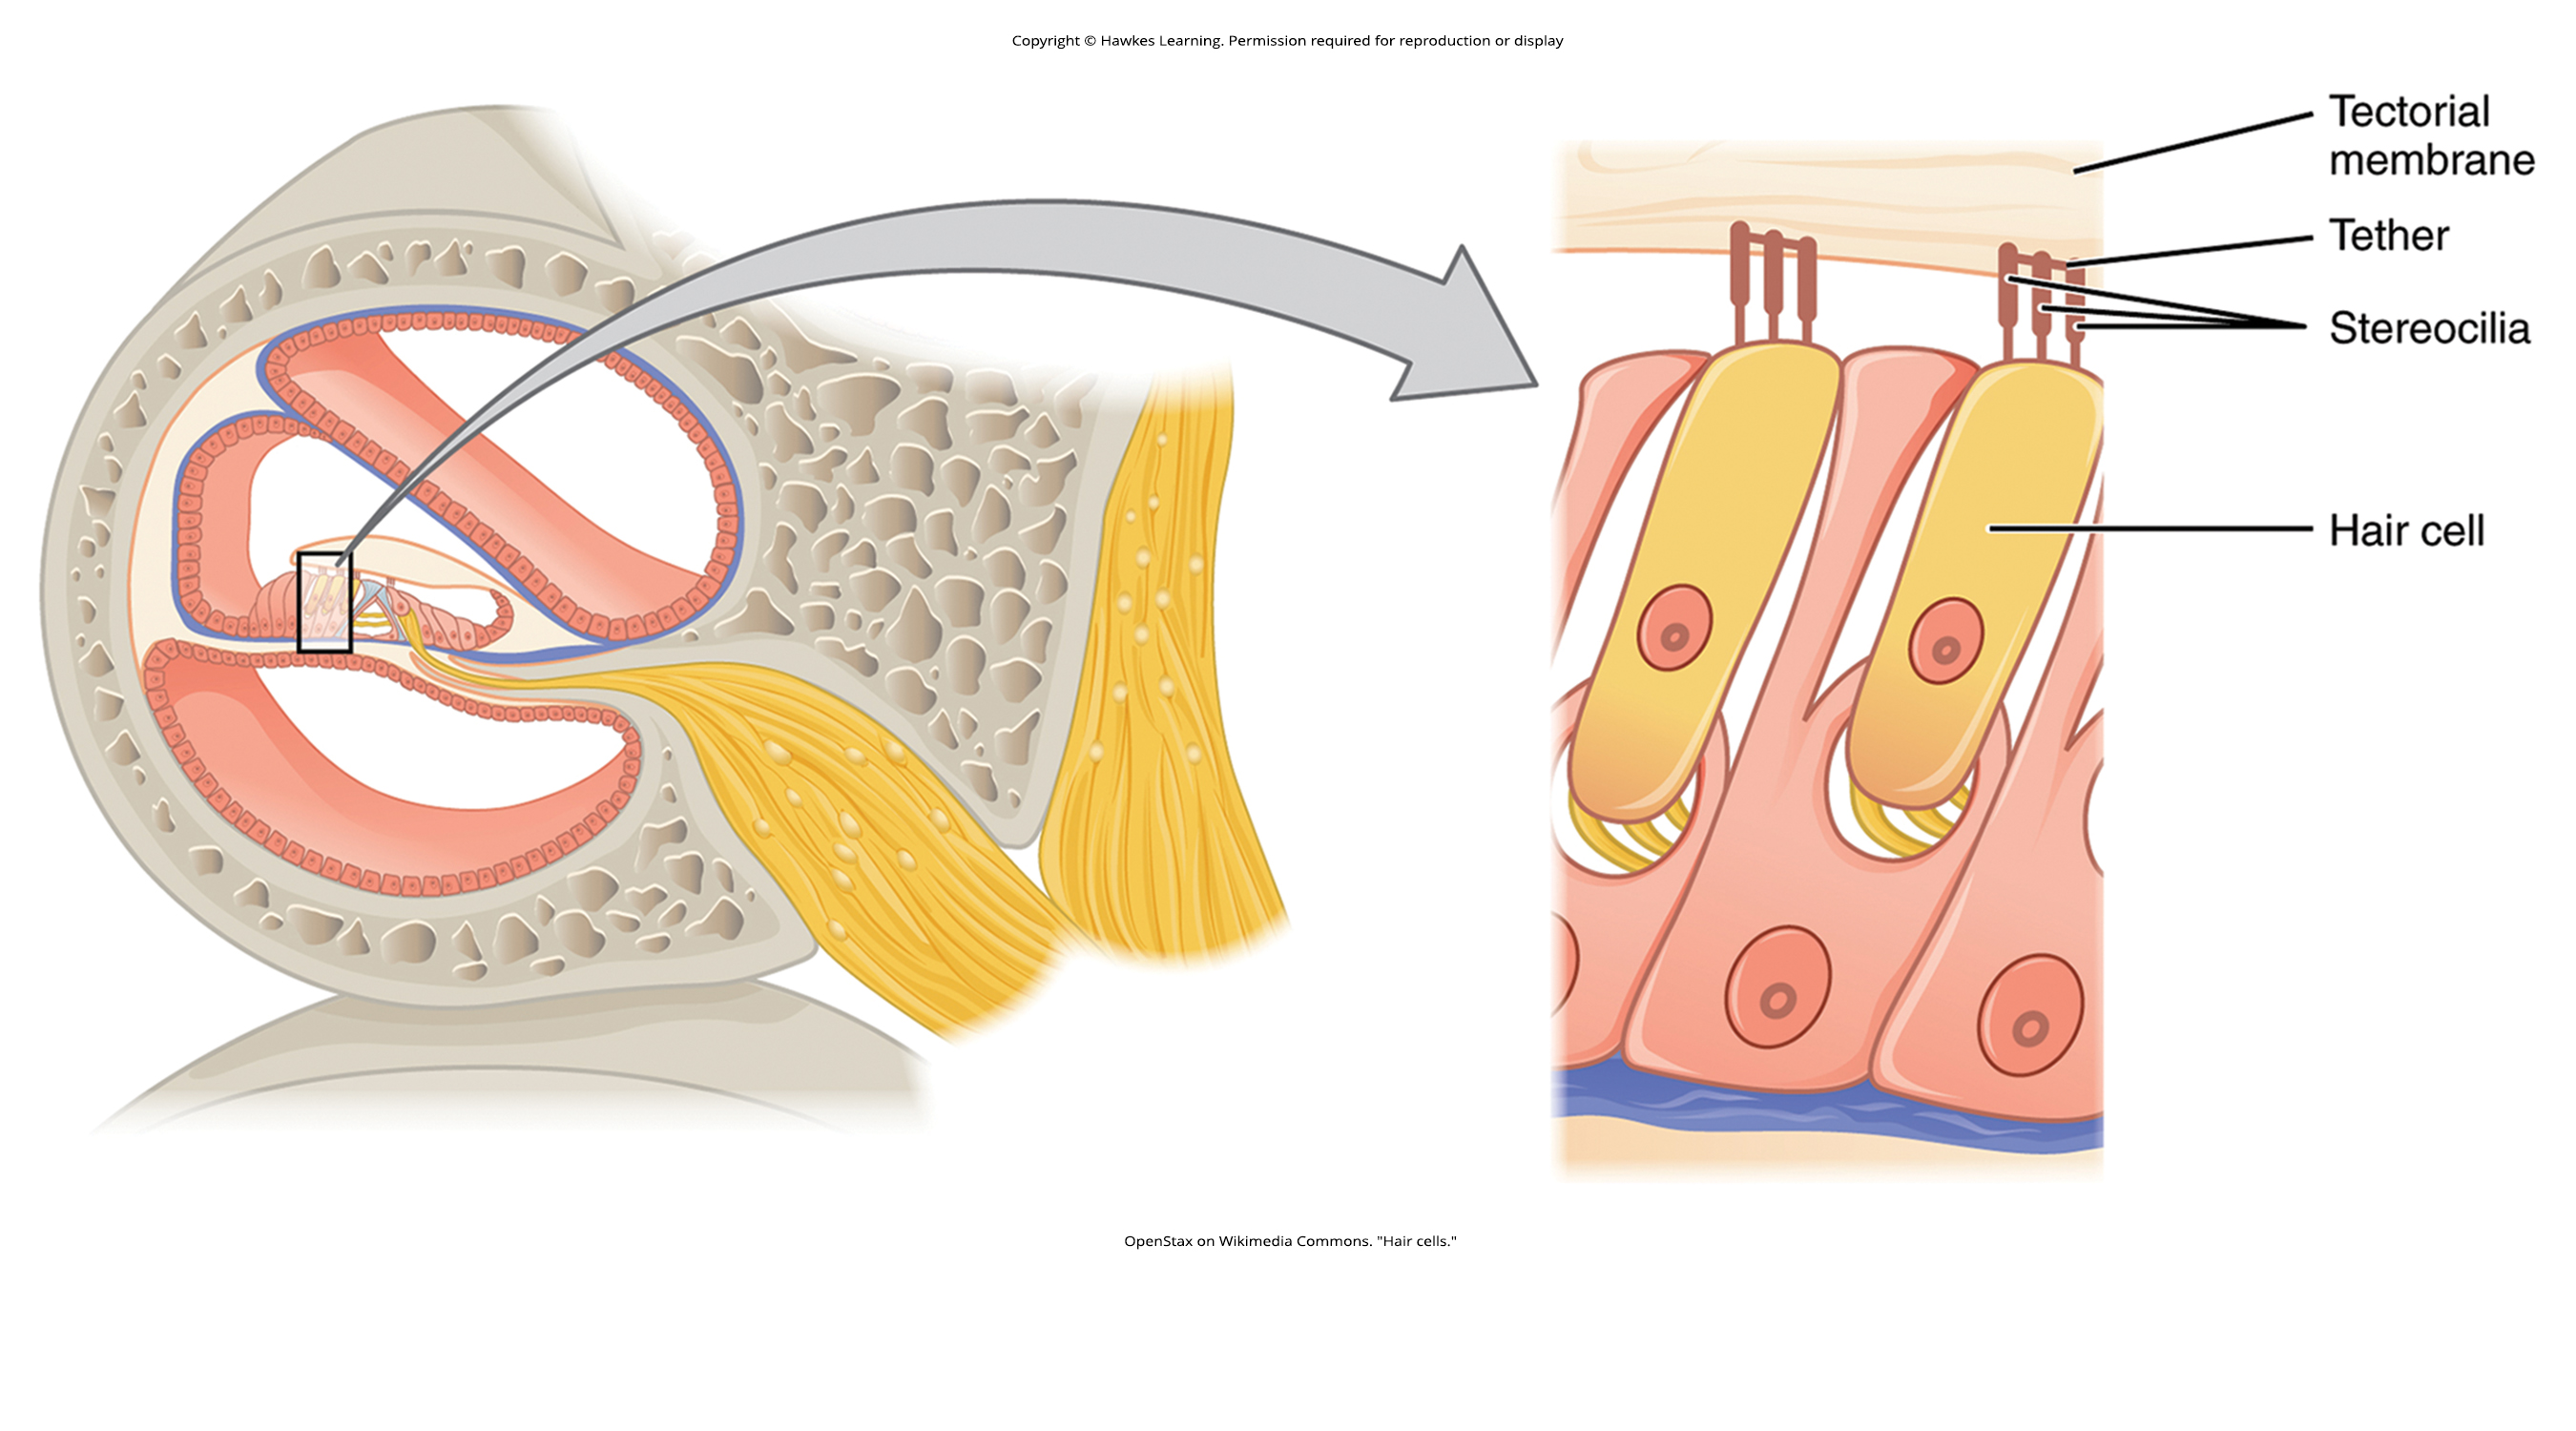 Copyright © Hawkes Learning. Permission required for reproduction or display
Tectorial
membrane
Tether
Stereocilia
Hair cell
OpenStax on Wikimedia Commons. "Hair cells."